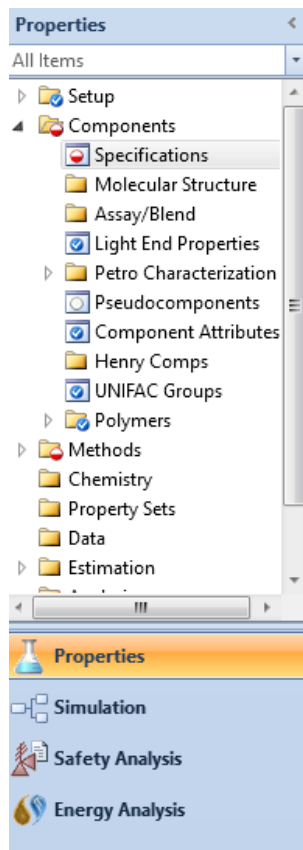 Properties
All Items
Setup
Components
Specifications
Molecular Structure
Assay/Blend
Light End Properties
Petro Characterization
Pseudocomponents
Component Attributes
Henry Comps
UNIFAC Groups
Polymers
Methods
Chemistry
Property Sets
Data
Estimation
Properties
Simulation
Safety Analysis
Energy Analysis